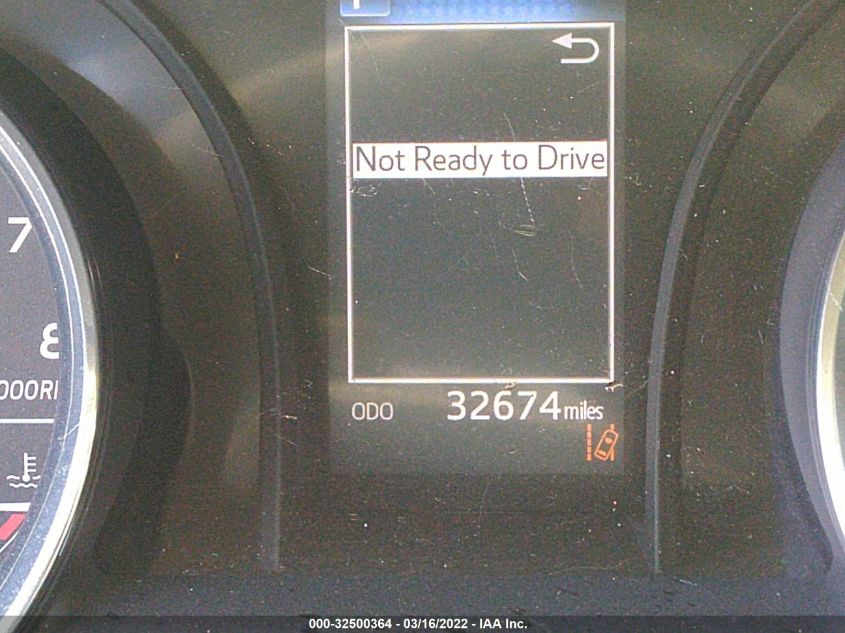 Not Ready to Drive
7
8
ODO 32674 miles
000-32500364 - 03/16/2022 - IAA Inc.